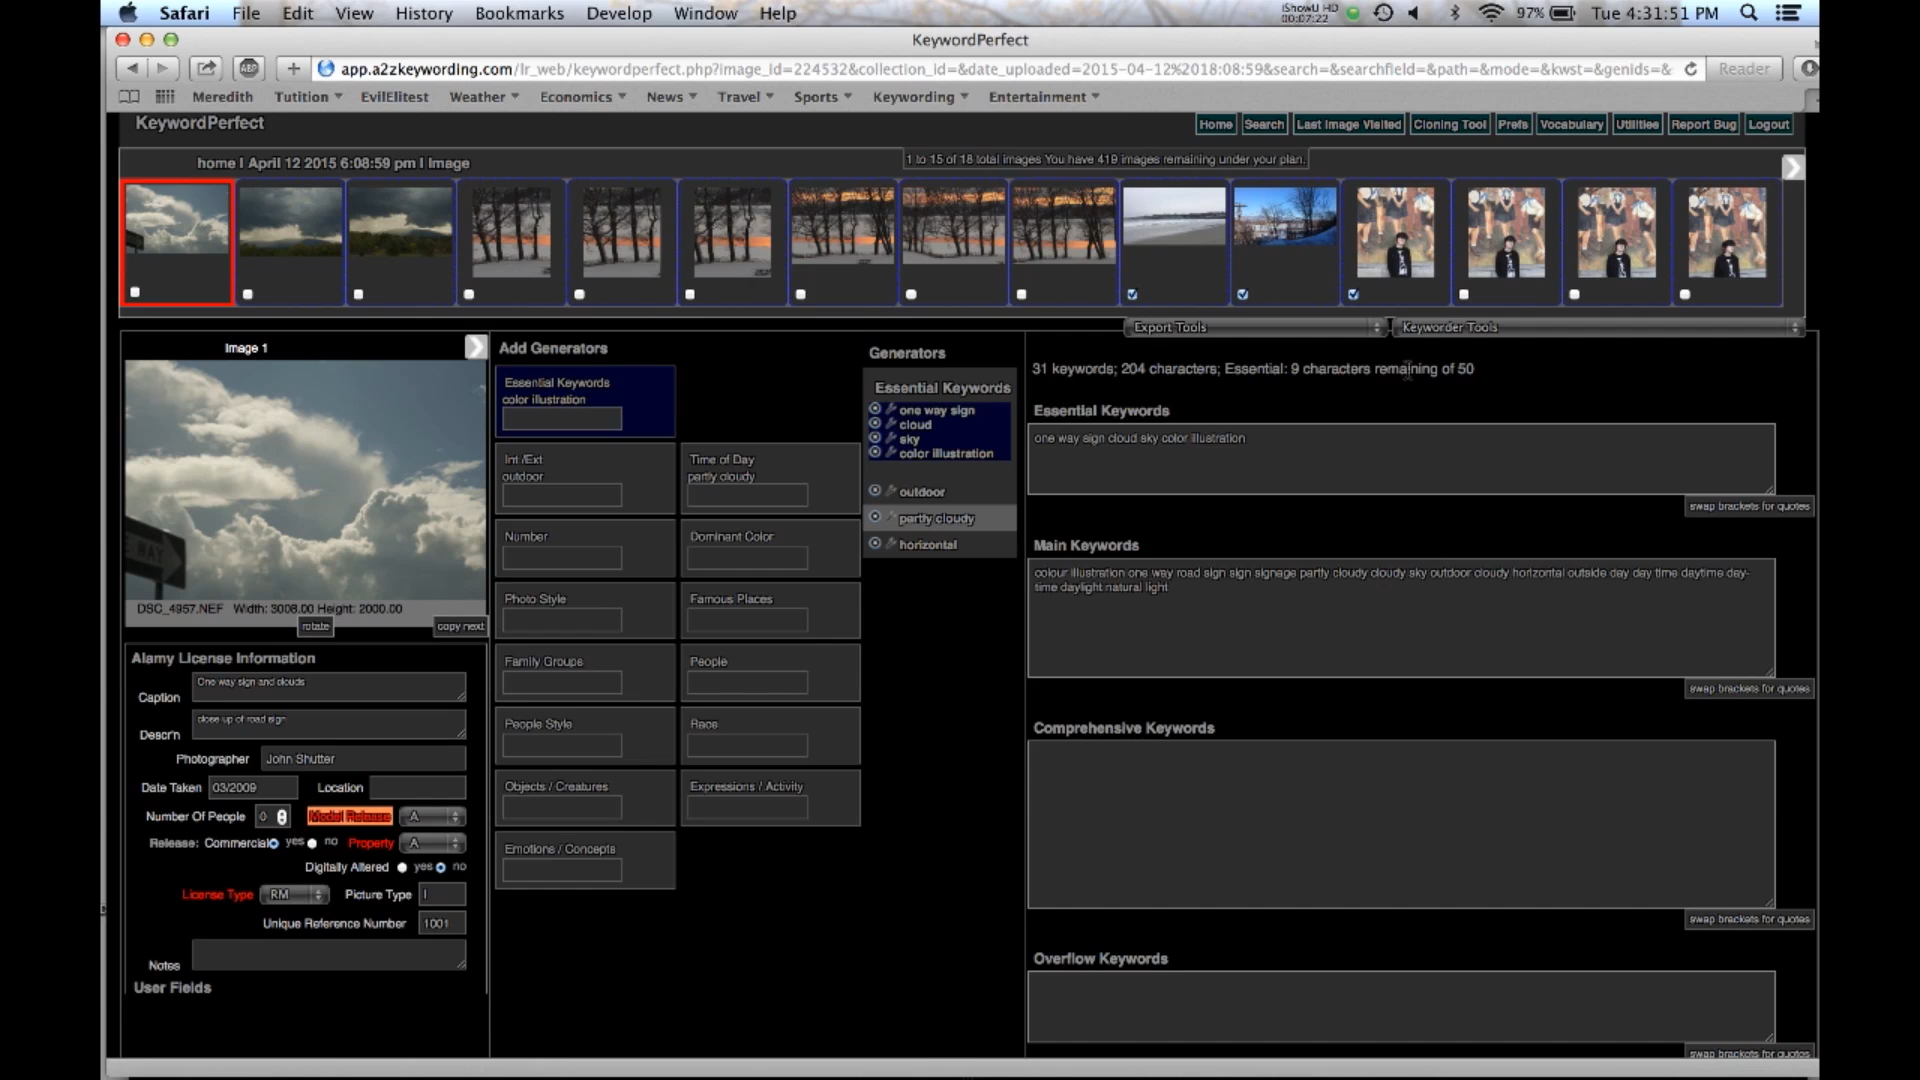 Safari File Edit View History Bookmarks Develop Window Help iShowU HD 00:07:22 97% Tue 4:31:51 PM
KeywordPerfect
ABP + app.a2zkeywording.com/lr_web/keywordperfect.php?image_id=224532&collection_id=&date_uploaded=2015-04-12%2018:08:59&search=&searchfield=&path=&mode=&kwst=&genids=& Reader
Meredith Tutition EvilElitest Weather Economics News Travel Sports Keywording Entertainment
KeywordPerfect Home Search Last Image Visited Cloning Tool Prefs Vocabulary Utilities Report Bug Logout
home I April 12 2015 6:08:59 pm I Image 1 to 15 of 18 total images You have 419 images remaining under your plan.
Export Tools Keyworder Tools
Image 1
DSC_4957.NEF Width: 3008.00 Height: 2000.00
rotate copy next
Alamy License Information
Caption One way sign and clouds
Descr'n close up of road sign
Photographer John Shutter
Date Taken 03/2009 Location
Number Of People 0 Model Release A
Release: Commercial yes no Property A
Digitally Altered yes no
License Type RM Picture Type I
Unique Reference Number 1001
Notes
User Fields
Add Generators
Essential Keywords
color illustration
Int /Ext
outdoor
Time of Day
partly cloudy
Number Dominant Color
Photo Style Famous Places
Family Groups People
People Style Race
Objects / Creatures Expressions / Activity
Emotions / Concepts
Generators
Essential Keywords
one way sign
cloud
sky
color illustration
outdoor
partly cloudy
horizontal
31 keywords; 204 characters; Essential: 9 characters remaining of 50
Essential Keywords
one way sign cloud sky color illustration
swap brackets for quotes
Main Keywords
colour illustration one way road sign sign signage partly cloudy cloudy sky outdoor cloudy horizontal outside day day time daytime day-
time daylight natural light
swap brackets for quotes
Comprehensive Keywords
swap brackets for quotes
Overflow Keywords
swap brackets for quotes